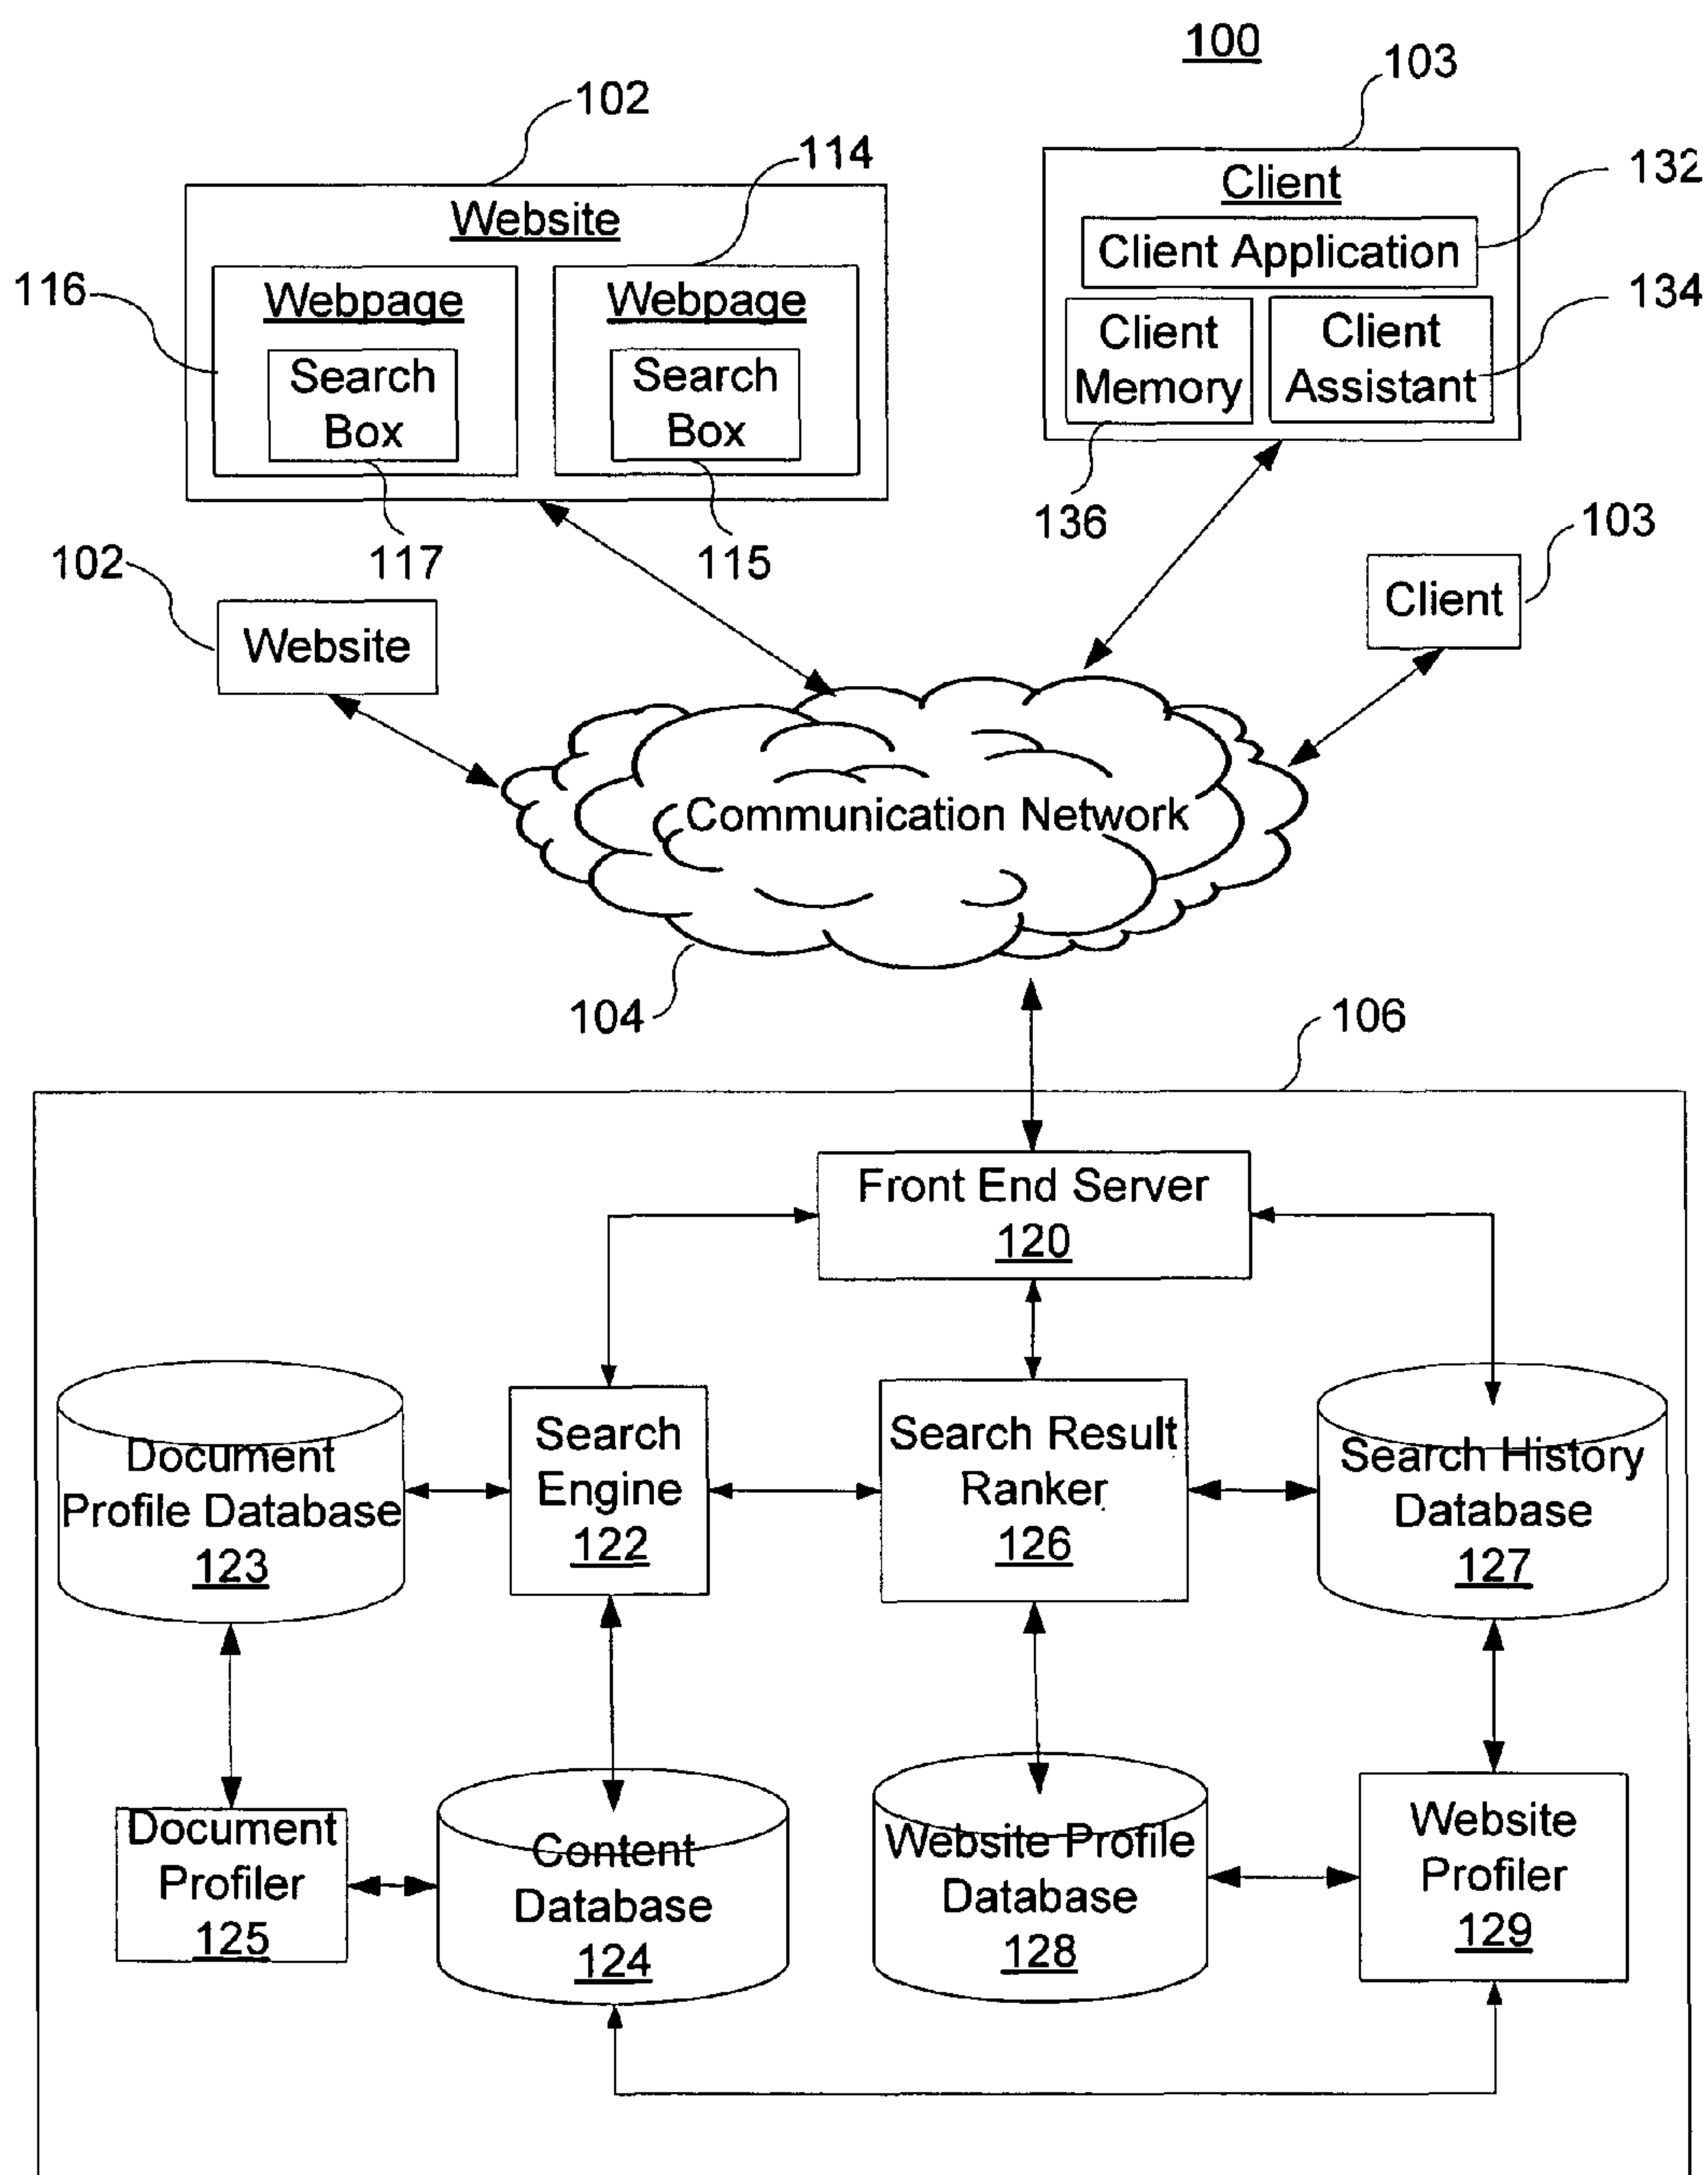 100
102
103
114
132
Website
Client
Client Application
116
Webpage
Webpage
134
Search
Box
Search
Box
Client
Memory
Client
Assistant
117
115
136
103
102
Website
Client
Communication Network
104
106
Front End Server
120
Document
Profile Database
123
Search
Engine
122
Search Result
Ranker
126
Search History
Database
127
Document
Profiler
125
Content
Database
124
Website Profile
Database
128
Website
Profiler
129